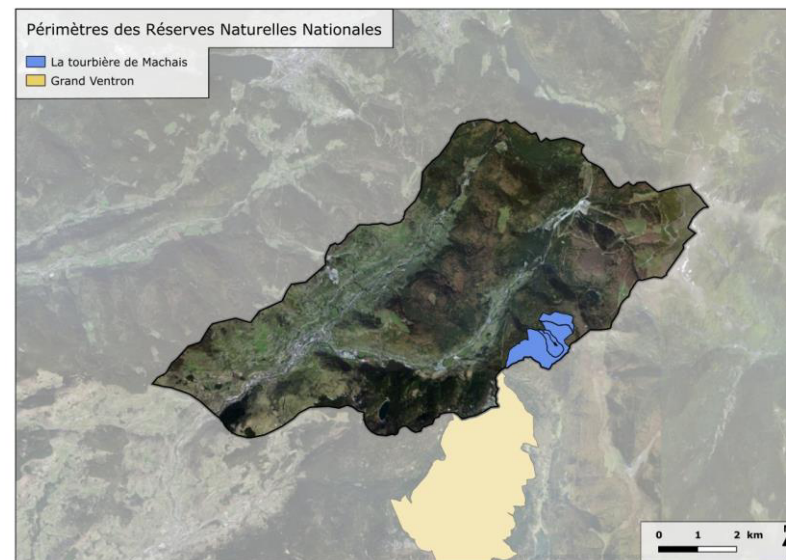 Périmètres des Réserves Naturelles Nationales
La tourbière de Machais
Grand Ventron
0 1 2 km